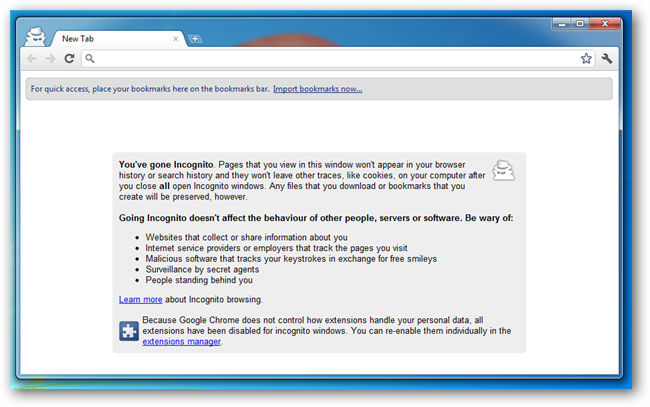 New Tab
For quick access, place your bookmarks here on the bookmarks bar. Import bookmarks now...
You've gone Incognito. Pages that you view in this window won't appear in your browser
history or search history and they won't leave other traces, like cookies, on your computer after
you close all open Incognito windows. Any files that you download or bookmarks that you
create will be preserved, however.
Going Incognito doesn't affect the behaviour of other people, servers or software. Be wary of:
• Websites that collect or share information about you
• Internet service providers or employers that track the pages you visit
• Malicious software that tracks your keystrokes in exchange for free smileys
• Surveillance by secret agents
• People standing behind you
Learn more about Incognito browsing.
Because Google Chrome does not control how extensions handle your personal data, all
extensions have been disabled for incognito windows. You can re-enable them individually in the
extensions manager.